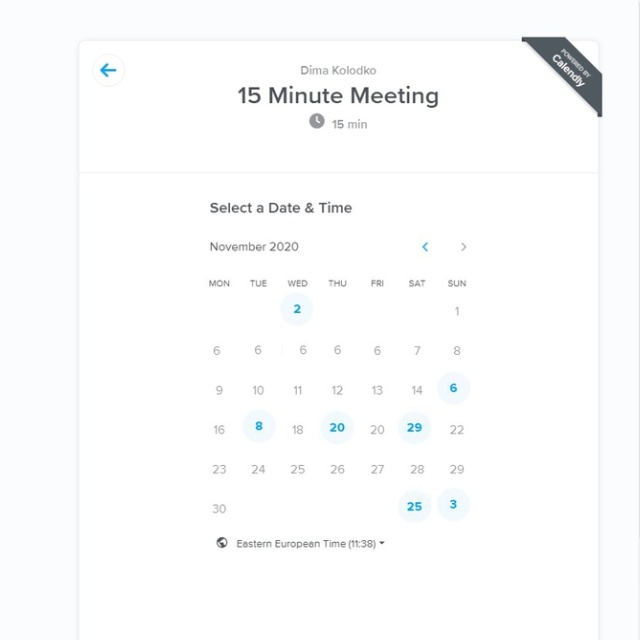 POWERED BY
Calendly
Dima Kolodko
15 Minute Meeting
15 min
Select a Date & Time
November 2020
MON TUE WED THU FRI SAT SUN
2 1
6 6 6 6 6 7 8
9 10 11 12 13 14 6
16 8 18 20 20 29 22
23 24 25 26 27 28 29
30 25 3
Eastern European Time (11:38)